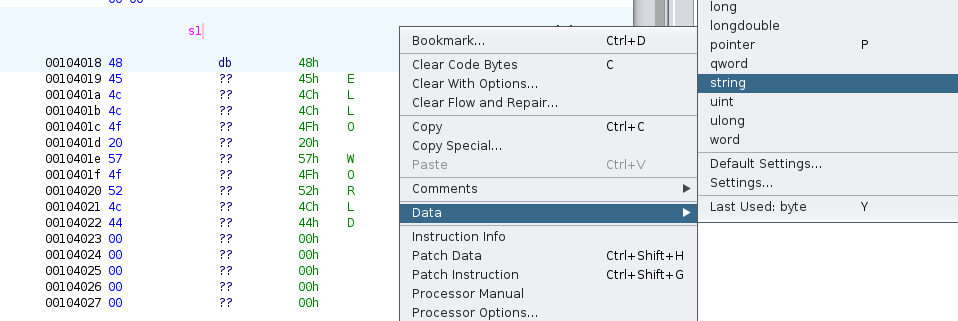 00 00
s1
00104018 48 db 48h
00104019 45 ?? 45h E
0010401a 4c ?? 4Ch L
0010401b 4c ?? 4Ch L
0010401c 4f ?? 4Fh O
0010401d 20 ?? 20h
0010401e 57 ?? 57h W
0010401f 4f ?? 4Fh O
00104020 52 ?? 52h R
00104021 4c ?? 4Ch L
00104022 44 ?? 44h D
00104023 00 ?? 00h
00104024 00 ?? 00h
00104025 00 ?? 00h
00104026 00 ?? 00h
00104027 00 ?? 00h
Bookmark... Ctrl+D
Clear Code Bytes C
Clear With Options...
Clear Flow and Repair...
Copy Ctrl+C
Copy Special...
Paste Ctrl+V
Comments
Data
Instruction Info
Patch Data Ctrl+Shift+H
Patch Instruction Ctrl+Shift+G
Processor Manual
Processor Options...
long
longdouble
pointer P
qword
string
uint
ulong
word
Default Settings...
Settings...
Last Used: byte Y